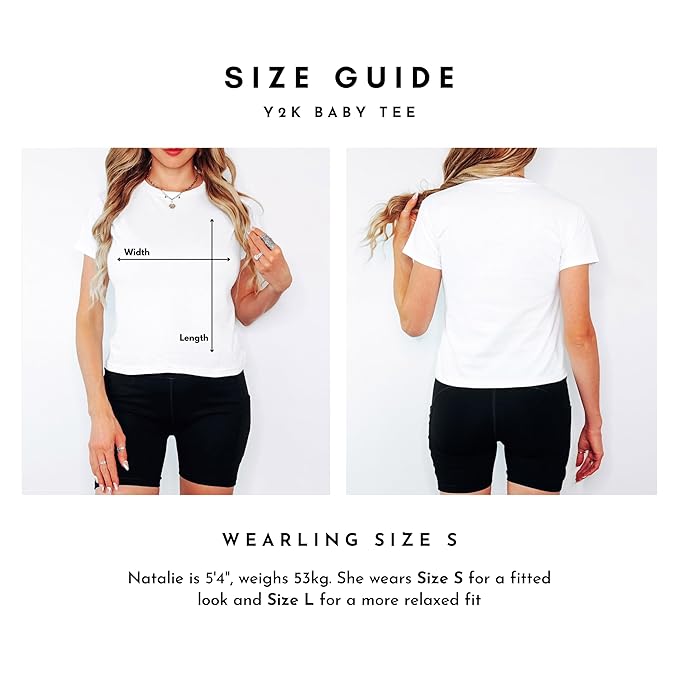 SIZE GUIDE
Y2K BABY TEE
Width
Length
WEARLING SIZE S
Natalie is 5'4", weighs 53kg. She wears Size S for a fitted
look and Size L for a more relaxed fit